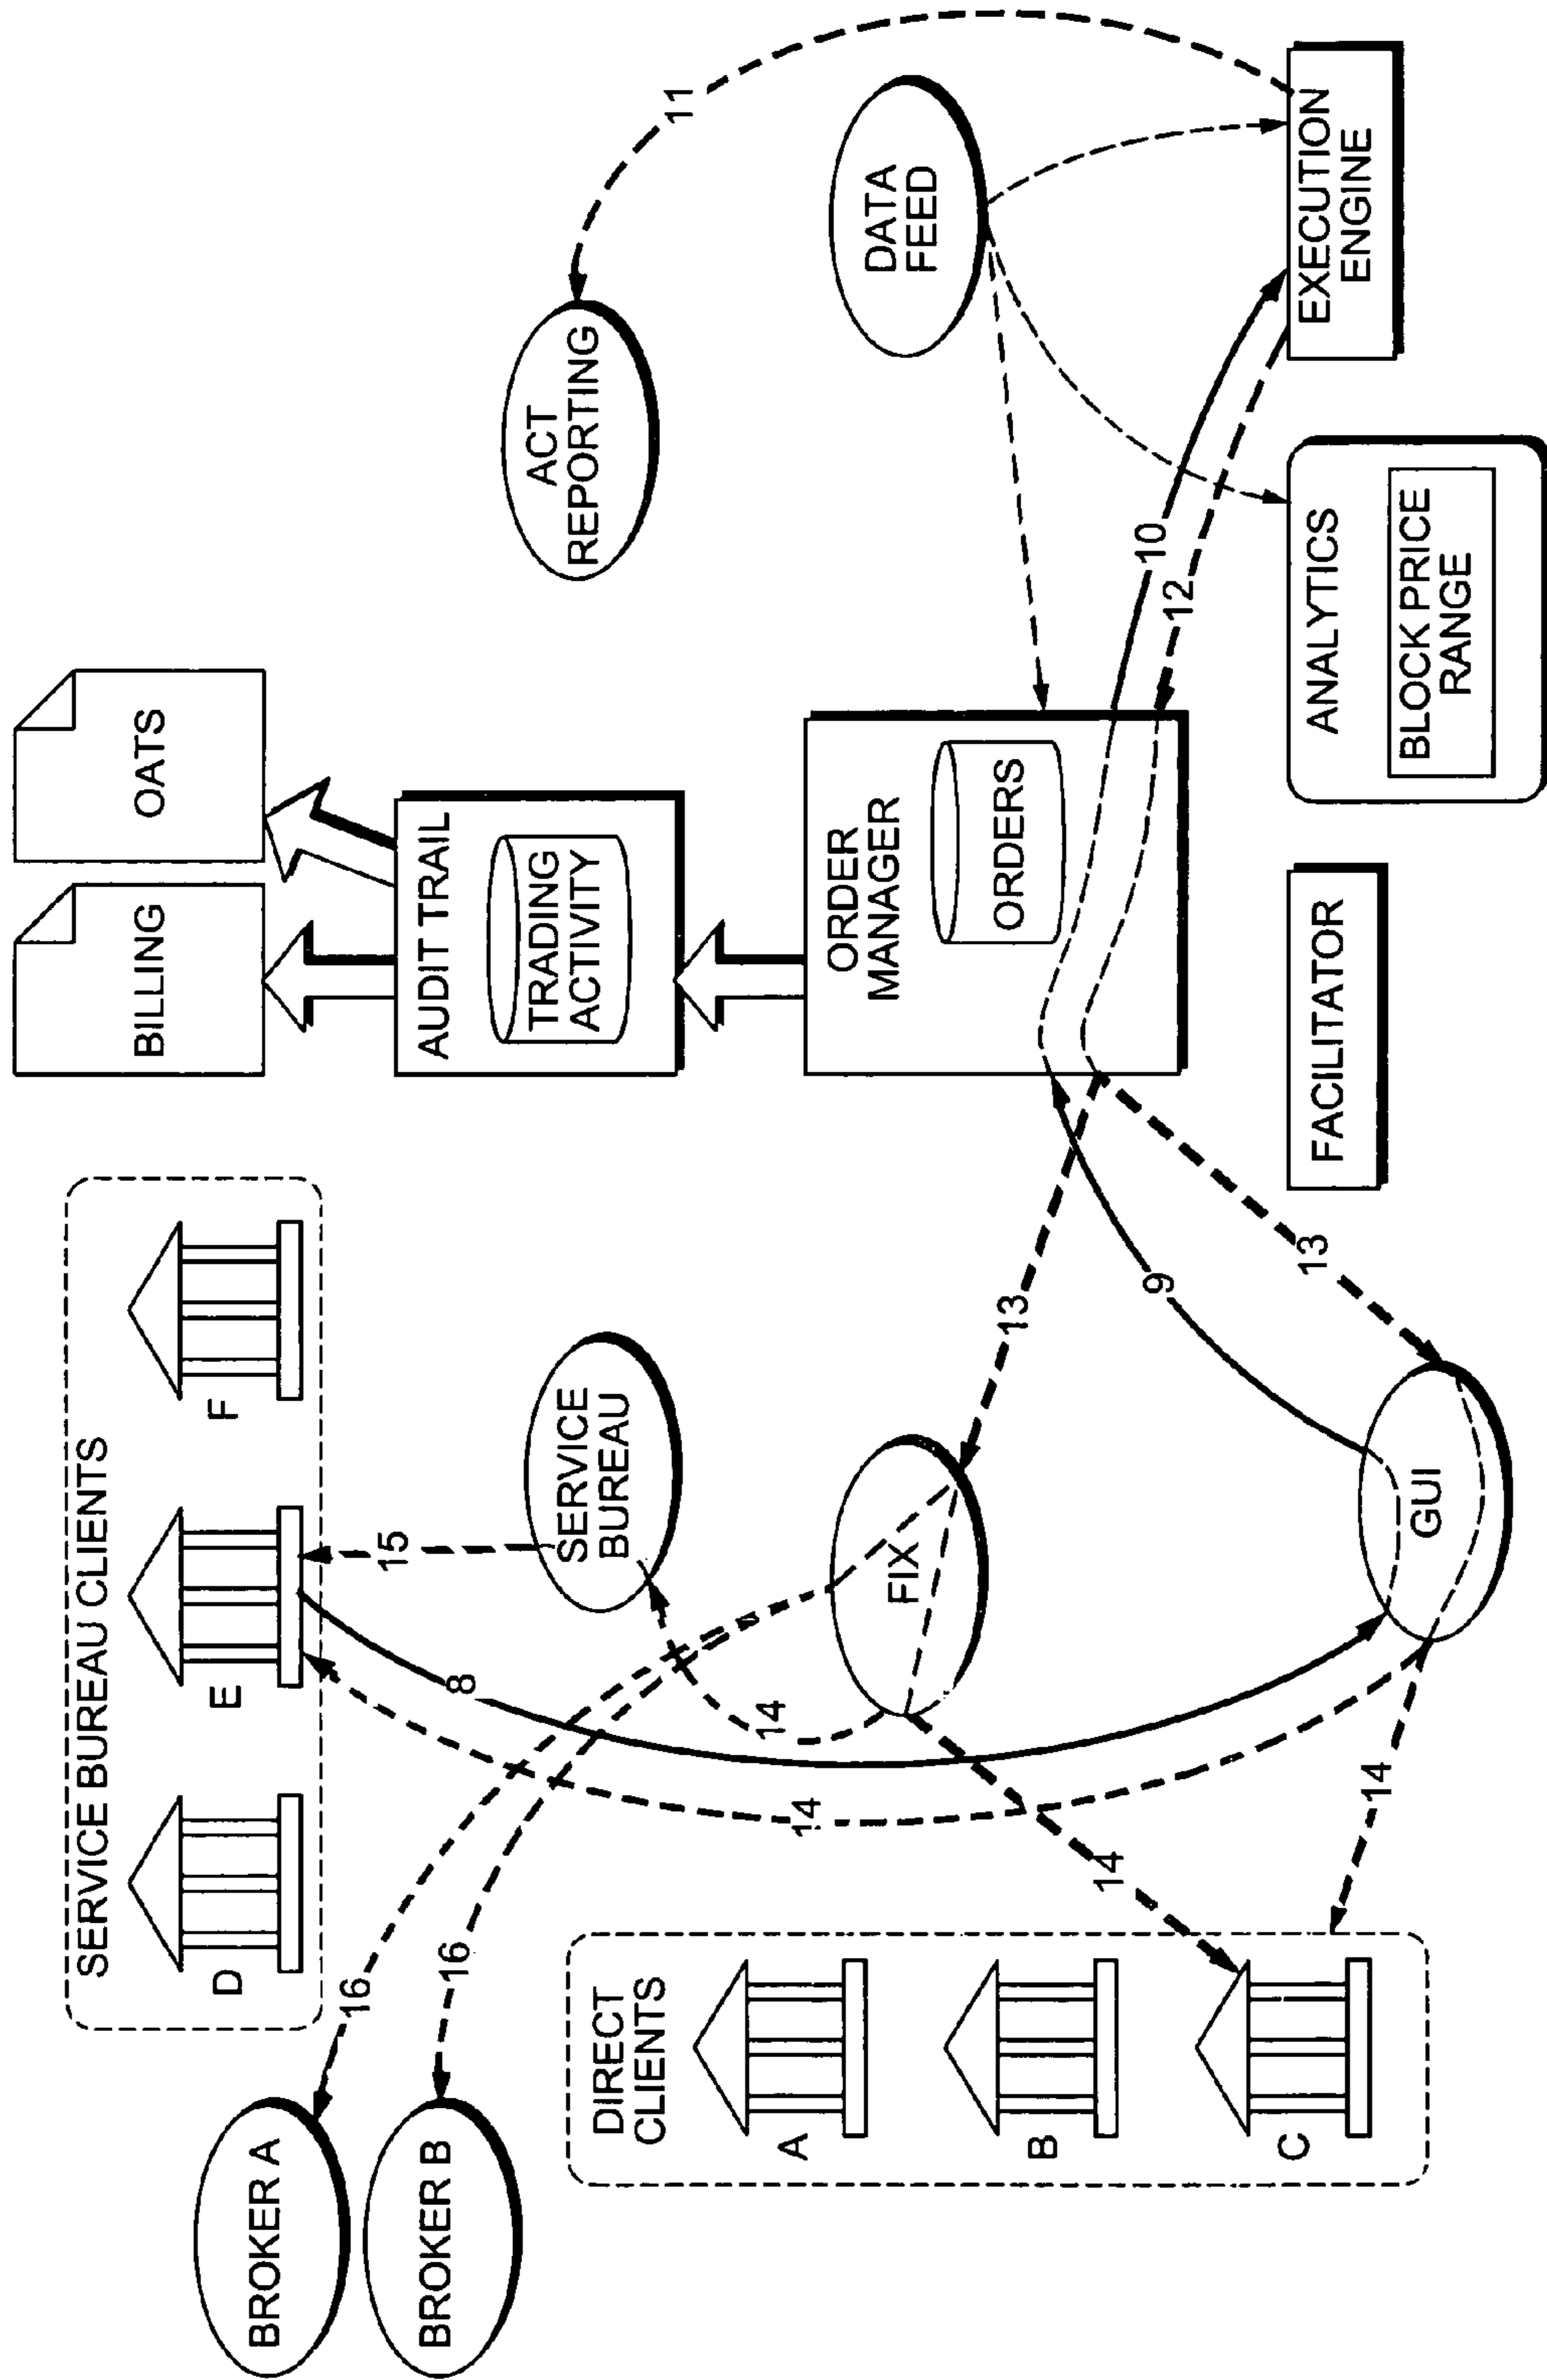 SERVICE BUREAU CLIENTS
D
E
F
BILLING
OATS
BROKER A
BROKER B
16
16
15
8
AUDIT TRAIL
TRADING
ACTIVITY
ACT
REPORTING
11
DIRECT
CLIENTS
A
B
C
SERVICE
BUREAU
14
14
14
14
FIX
13
13
ORDER
MANAGER
ORDERS
DATA
FEED
9
10
12
GUI
FACILITATOR
ANALYTICS
BLOCK PRICE
RANGE
EXECUTION
ENGINE